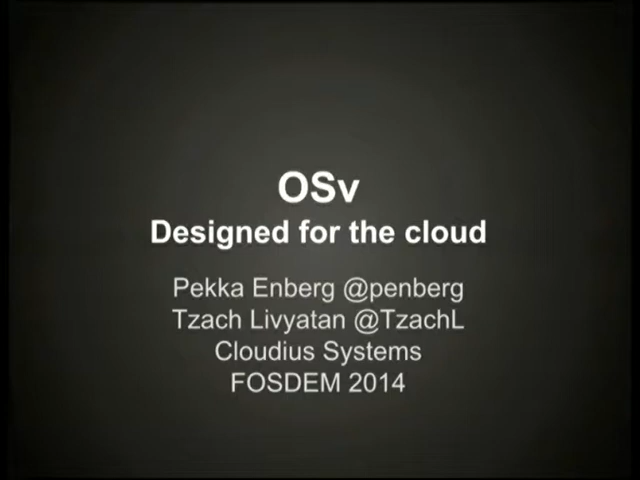 OSv
Designed for the cloud
Pekka Enberg @penberg
Tzach Livyatan @TzachL
Cloudius Systems
FOSDEM 2014